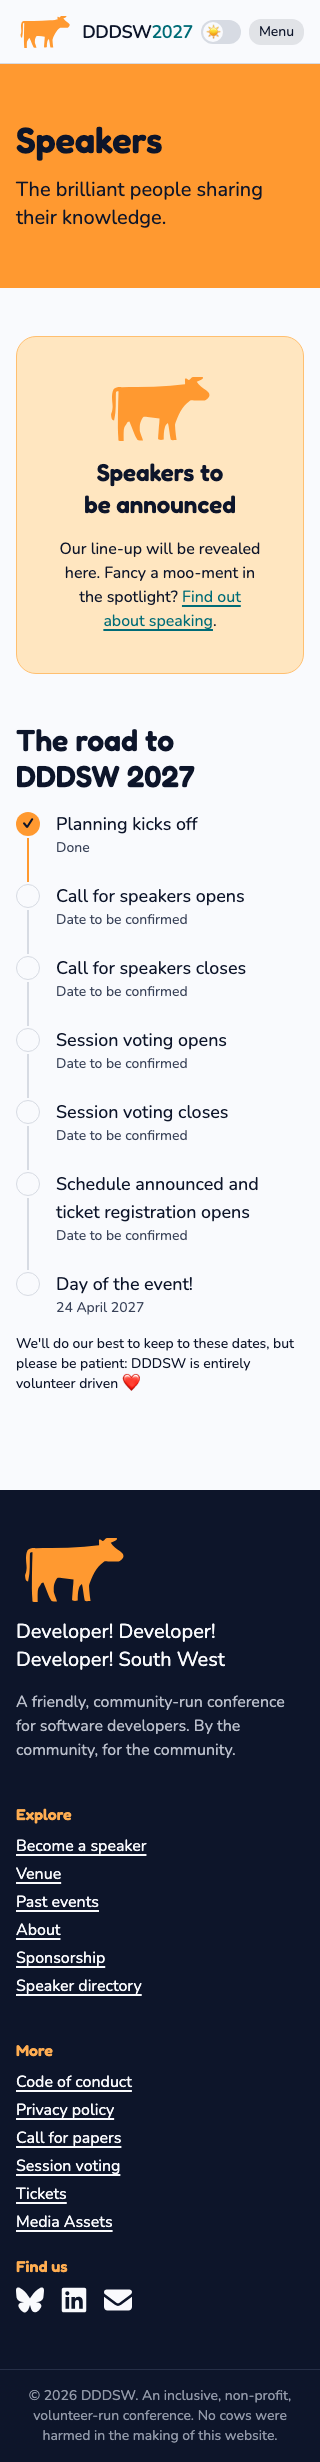 DDDSW2027
Menu
Speakers
The brilliant people sharing
their knowledge.
Speakers to
be announced
Our line-up will be revealed
here. Fancy a moo-ment in
the spotlight? Find out
about speaking.
The road to
DDDSW 2027
Planning kicks off
Done
Call for speakers opens
Date to be confirmed
Call for speakers closes
Date to be confirmed
Session voting opens
Date to be confirmed
Session voting closes
Date to be confirmed
Schedule announced and
ticket registration opens
Date to be confirmed
Day of the event!
24 April 2027
We'll do our best to keep to these dates, but
please be patient: DDDSW is entirely
volunteer driven ❤️
Developer! Developer!
Developer! South West
A friendly, community-run conference
for software developers. By the
community, for the community.
Explore
Become a speaker
Venue
Past events
About
Sponsorship
Speaker directory
More
Code of conduct
Privacy policy
Call for papers
Session voting
Tickets
Media Assets
Find us
© 2026 DDDSW. An inclusive, non-profit,
volunteer-run conference. No cows were
harmed in the making of this website.